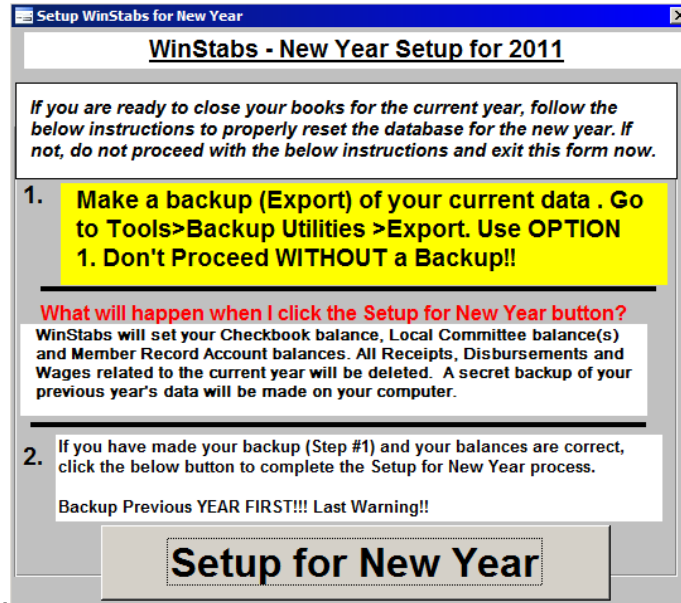 Setup WinStabs for New Year
WinStabs - New Year Setup for 2011
If you are ready to close your books for the current year, follow the
below instructions to properly reset the database for the new year. If
not, do not proceed with the below instructions and exit this form now.
1. Make a backup (Export) of your current data . Go
to Tools>Backup Utilities >Export. Use OPTION
1. Don't Proceed WITHOUT a Backup!!
What will happen when I click the Setup for New Year button?
WinStabs will set your Checkbook balance, Local Committee balance(s)
and Member Record Account balances. All Receipts, Disbursements and
Wages related to the current year will be deleted.  A secret backup of your
previous year's data will be made on your computer.
2. If you have made your backup (Step #1) and your balances are correct,
click the below button to complete the Setup for New Year process.
Backup Previous YEAR FIRST!!! Last Warning!!
Setup for New Year